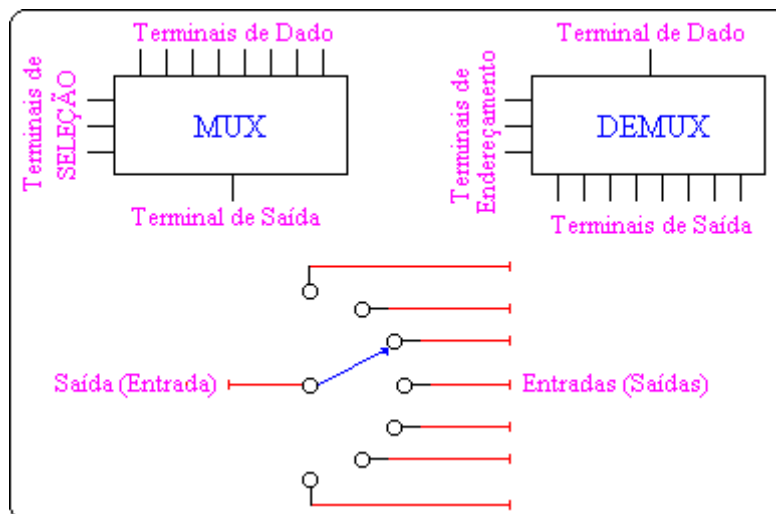 Terminais de Dado
Terminais de
SELEÇÃO
MUX
Terminal de Saída
Terminal de Dado
Terminais de
Endereçamento
DEMUX
Terminais de Saída
Saída (Entrada)
Entradas (Saídas)